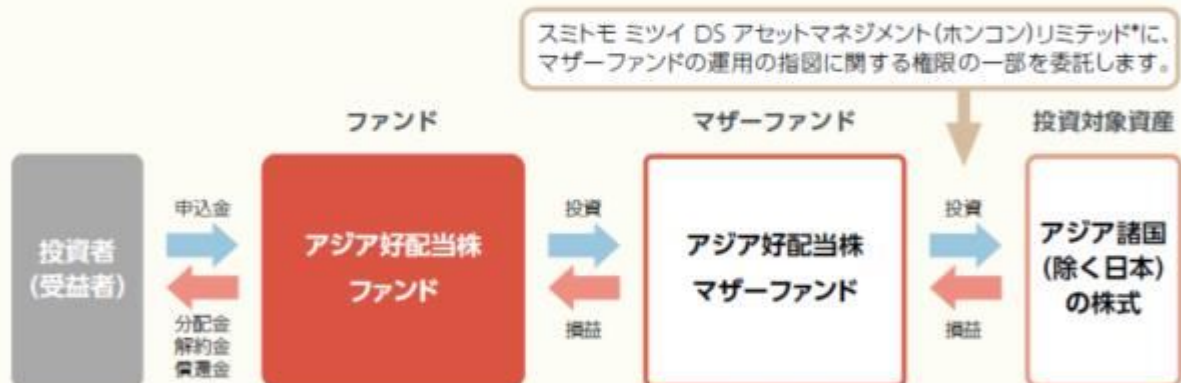 スミトモ ミツイ DS アセットマネジメント(ホンコン)リミテッド*に、
マザーファンドの運用の指図に関する権限の一部を委託します。
ファンド
マザーファンド
投資対象資産
投資者
(受益者)
申込金
分配金
解約金
償還金
アジア好配当株
ファンド
投資
損益
アジア好配当株
マザーファンド
投資
損益
アジア諸国
(除く日本)
の株式